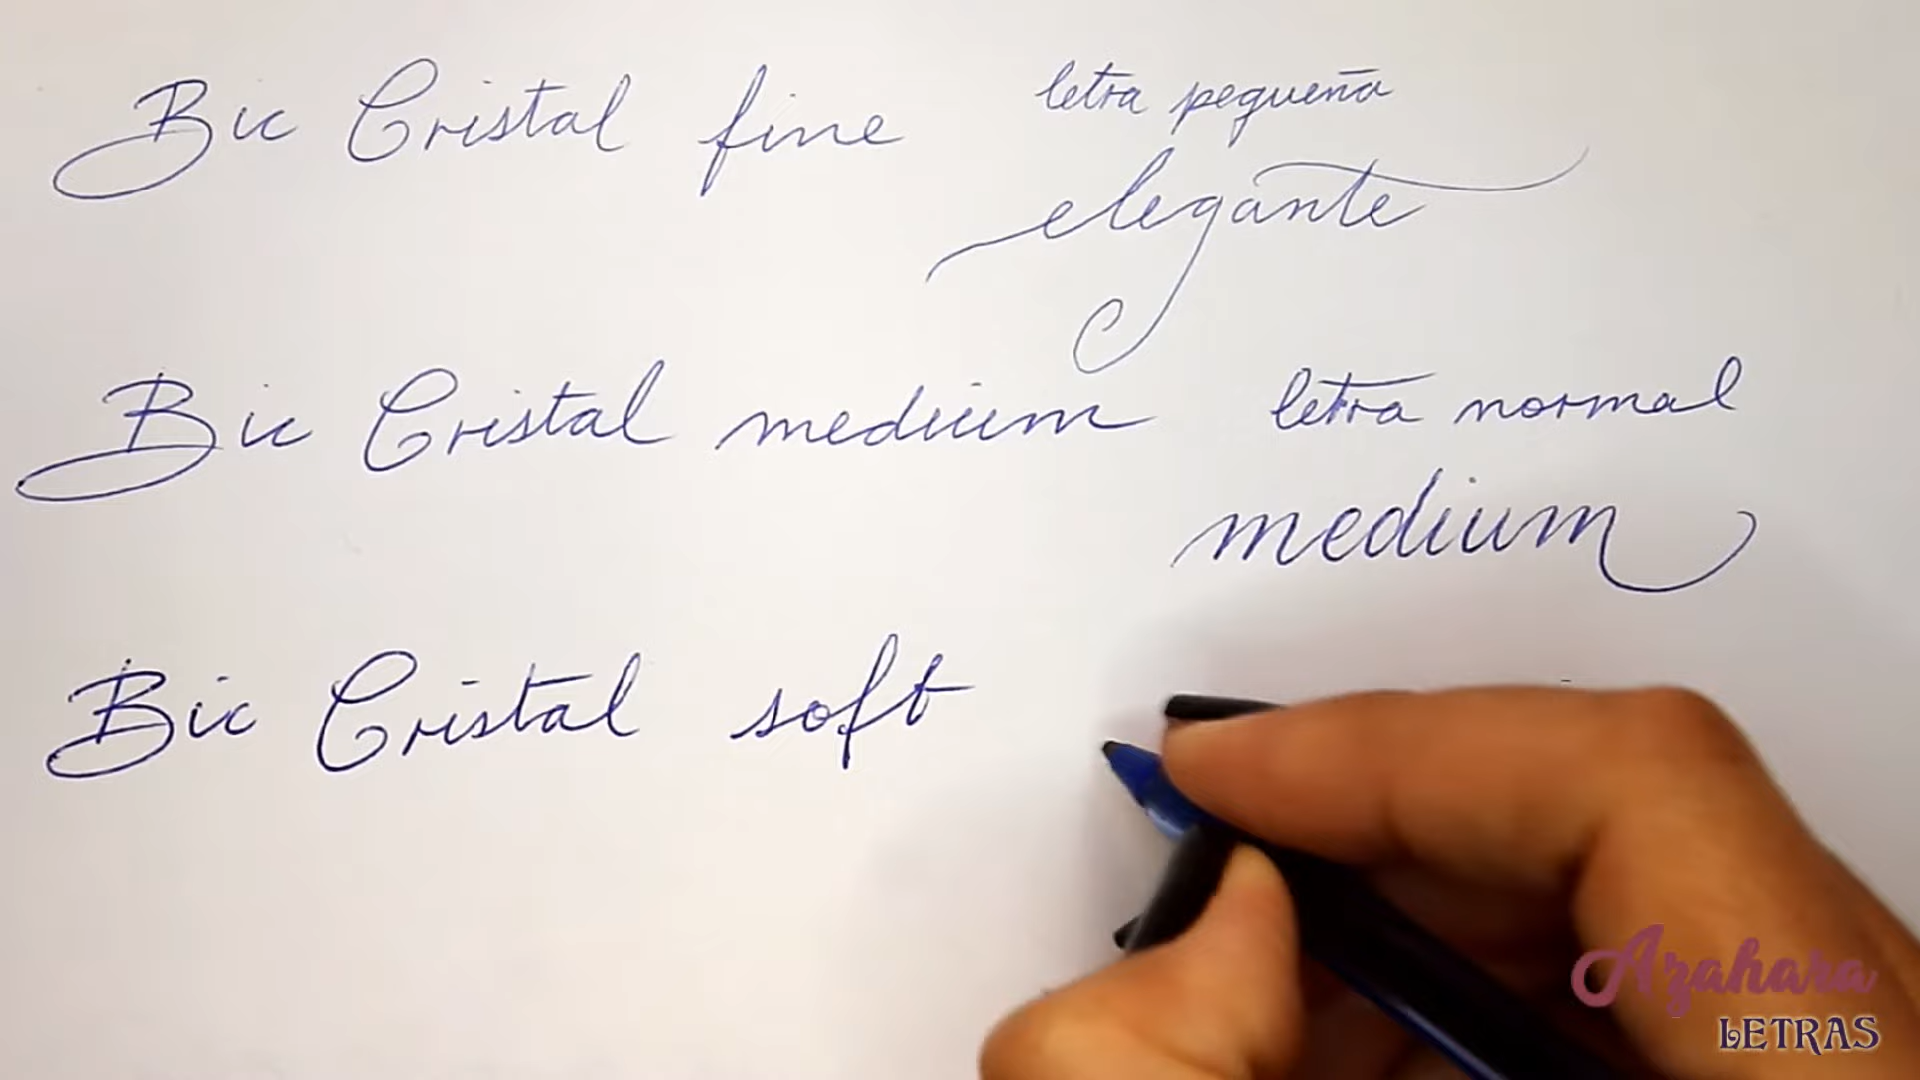 Bic Cristal fine letra pequeña
elegante
Bic Cristal medium letra normal
medium
Bic Cristal soft
Azahara
LETRAS